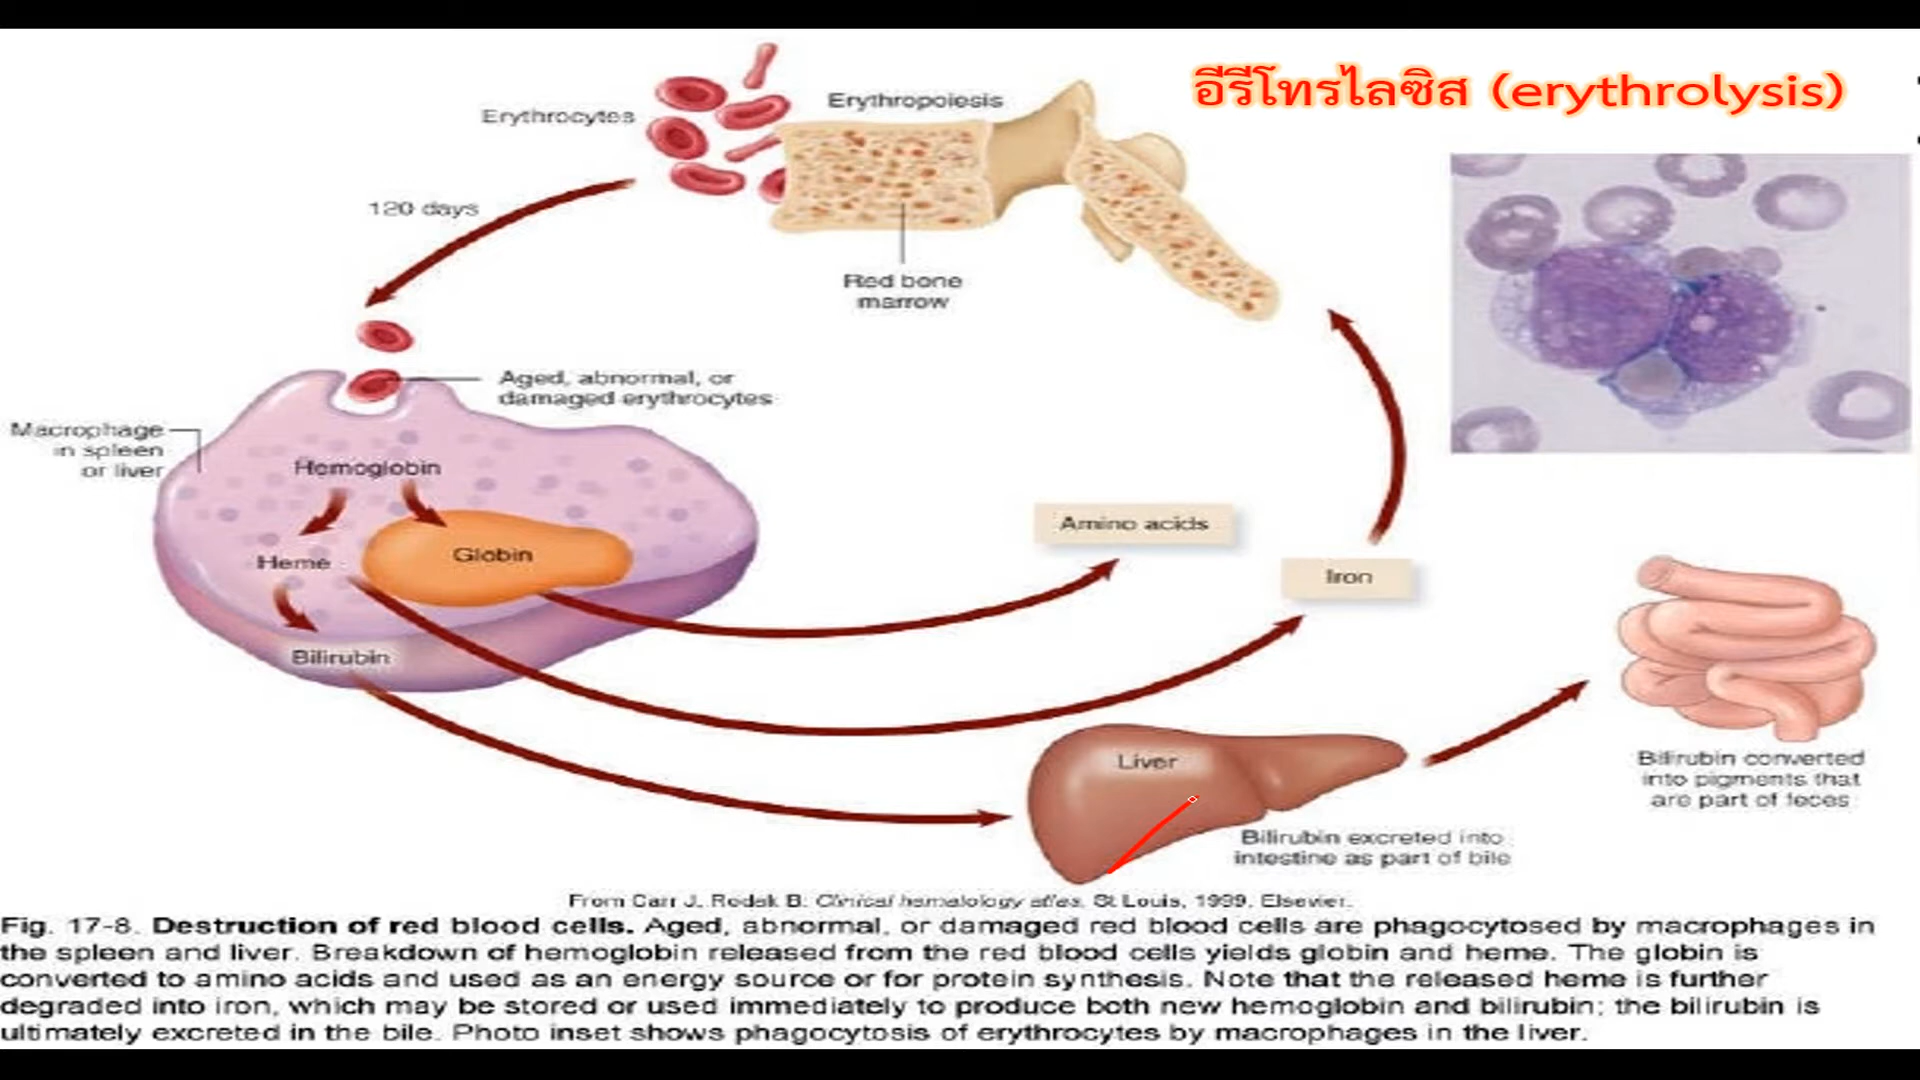 อีรีโทรไลซิส (erythrolysis)
Erythropoiesis
Erythrocytes
120 days
Red bone
marrow
Aged, abnormal, or
damaged erythrocytes
Macrophage
in spleen
or liver
Hemoglobin
Amino acids
Globin
Heme
Iron
Bilirubin
Liver
Bilirubin converted
into pigments that
are part of feces
Bilirubin excreted into
intestine as part of bile
From Carr J, Rodak B: Clinical hematology atlas, St Louis, 1999, Elsevier.
Fig. 17-8. Destruction of red blood cells. Aged, abnormal, or damaged red blood cells are phagocytosed by macrophages in
the spleen and liver. Breakdown of hemoglobin released from the red blood cells yields globin and heme. The globin is
converted to amino acids and used as an energy source or for protein synthesis. Note that the released heme is further
degraded into iron, which may be stored or used immediately to produce both new hemoglobin and bilirubin; the bilirubin is
ultimately excreted in the bile. Photo inset shows phagocytosis of erythrocytes by macrophages in the liver.